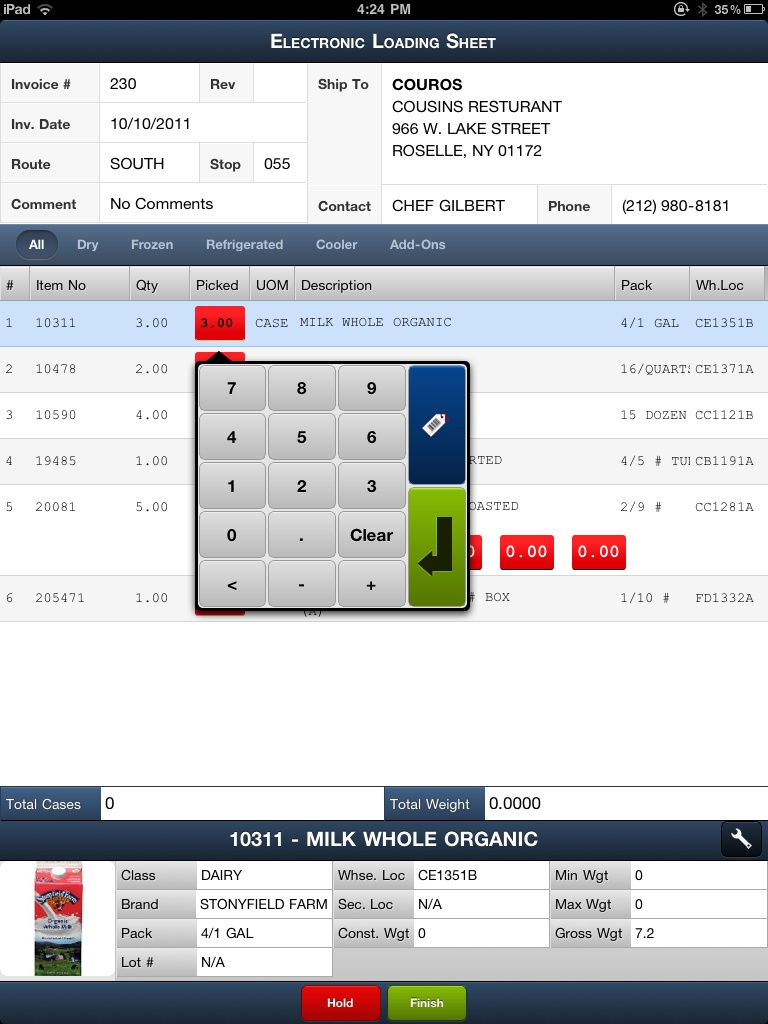 iPad 4:24 PM 35%
Electronic Loading Sheet
Invoice # 230 Rev
Ship To COUROS
COUSINS RESTURANT
966 W. LAKE STREET
ROSELLE, NY 01172
Inv. Date 10/10/2011
Route SOUTH Stop 055
Comment No Comments
Contact CHEF GILBERT Phone (212) 980-8181
All Dry Frozen Refrigerated Cooler Add-Ons
# Item No Qty Picked UOM Description Pack Wh.Loc
1 10311 3.00 3.00 CASE MILK WHOLE ORGANIC 4/1 GAL CE1351B
2 10478 2.00 16/QUARTS CE1371A
3 10590 4.00 15 DOZEN CC1121B
4 19485 1.00 RTED 4/5 # TU CB1191A
5 20081 5.00 OASTED 2/9 # CC1281A
0 0.00 0.00
6 205471 1.00 # BOX 1/10 # FD1332A
(A)
7 8 9
4 5 6
1 2 3
0 . Clear
< - +
Total Cases 0 Total Weight 0.0000
10311 - MILK WHOLE ORGANIC
Class DAIRY Whse. Loc CE1351B Min Wgt 0
Brand STONYFIELD FARM Sec. Loc N/A Max Wgt 0
Pack 4/1 GAL Const. Wgt 0 Gross Wgt 7.2
Lot # N/A
Stonyfield Farm
Organic
Whole Milk
Hold Finish